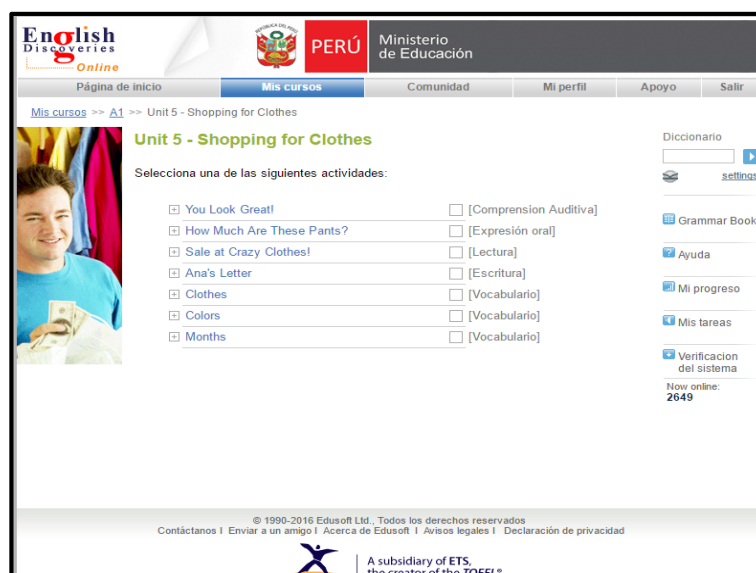 English
Discoveries
Online
REPÚBLICA DEL PERÚ
PERÚ
Ministerio
de Educación
Página de inicio Mis cursos Comunidad Mi perfil Apoyo Salir
Mis cursos >> A1 >> Unit 5 - Shopping for Clothes
Unit 5 - Shopping for Clothes
Selecciona una de las siguientes actividades:
You Look Great! [Comprension Auditiva]
How Much Are These Pants? [Expresión oral]
Sale at Crazy Clothes! [Lectura]
Ana's Letter [Escritura]
Clothes [Vocabulario]
Colors [Vocabulario]
Months [Vocabulario]
Diccionario
settings
Grammar Book
Ayuda
Mi progreso
Mis tareas
Verificacion
del sistema
Now online:
2649
© 1990-2016 Edusoft Ltd., Todos los derechos reservados
Contáctanos I Enviar a un amigo I Acerca de Edusoft I Avisos legales I Declaración de privacidad
A subsidiary of ETS,
the creator of the TOEFL®